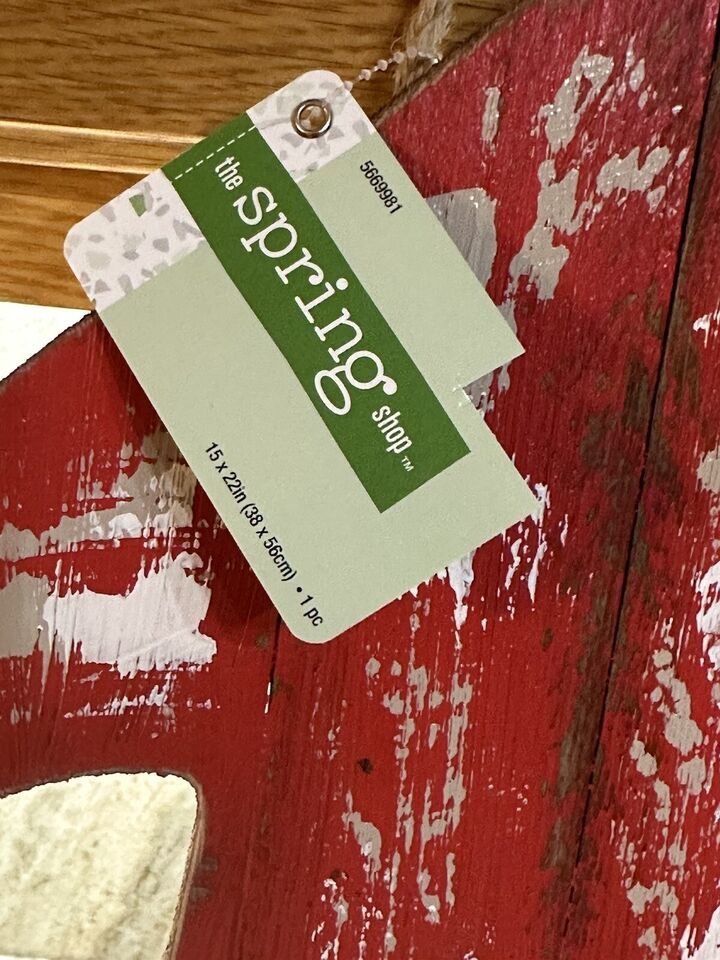 5669981
the spring shop™
15 x 22in (38 x 56cm) • 1 pc